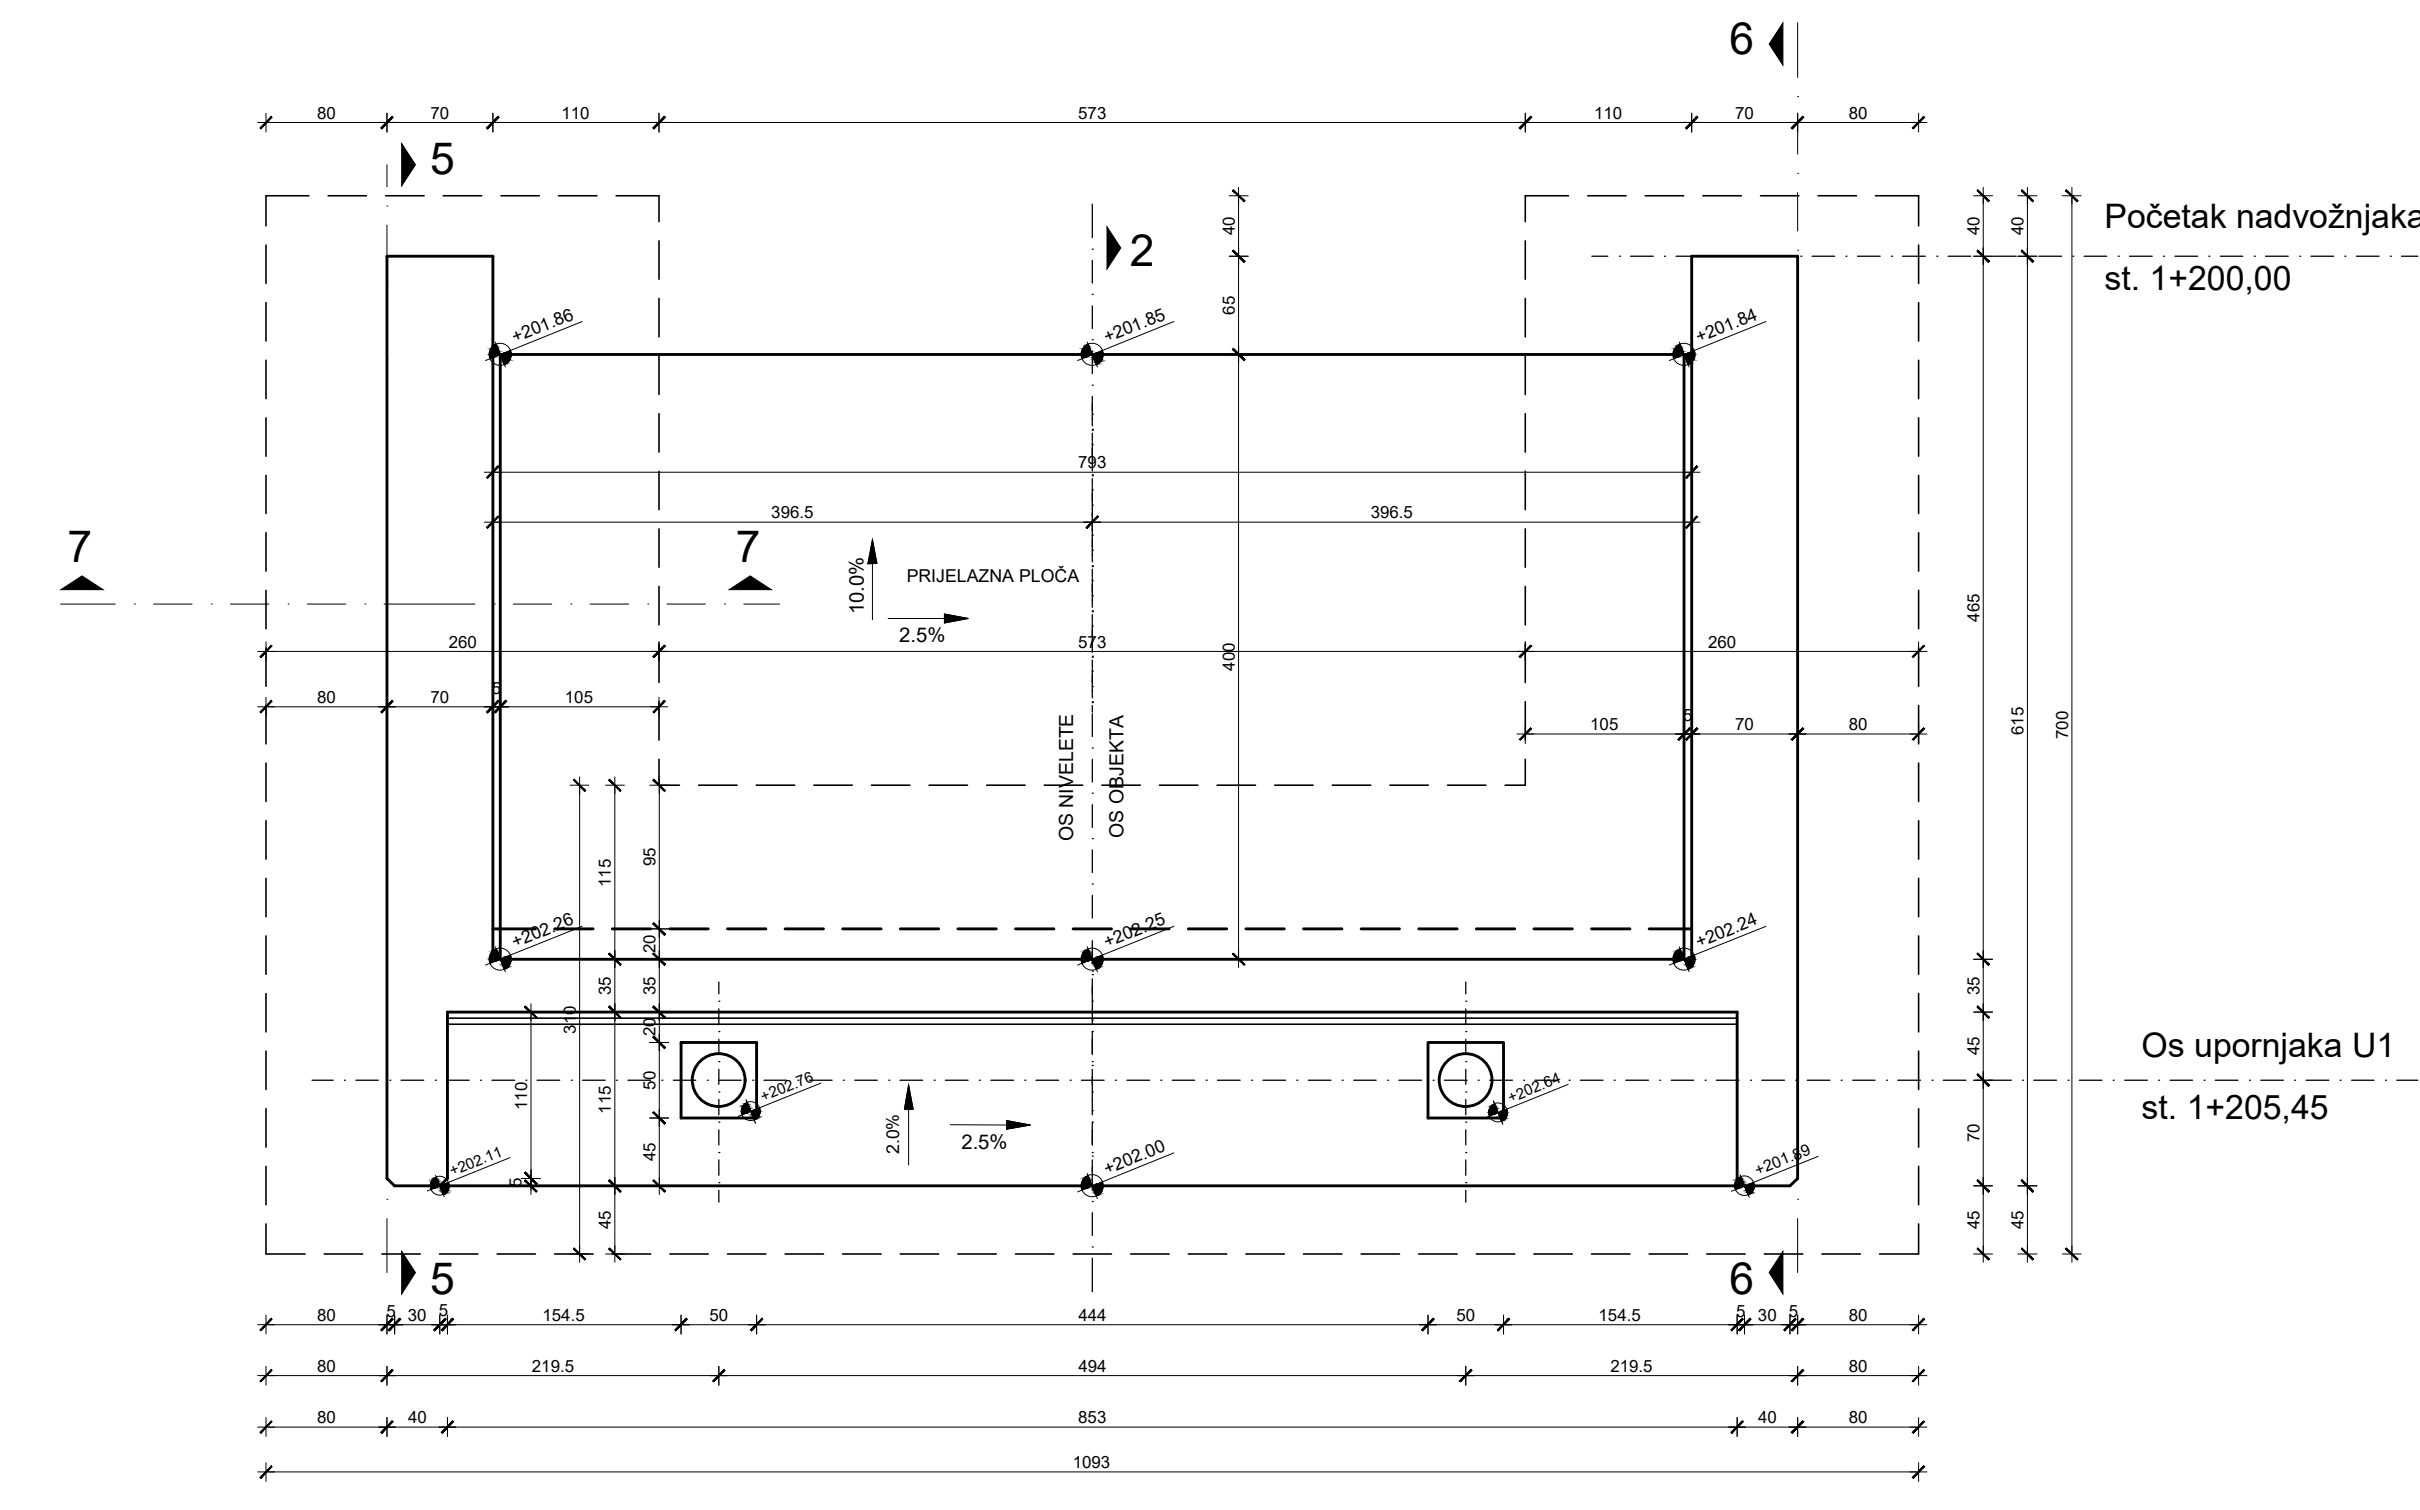 6
80 70 110 573 110 70 80
5
2
40 40 40
Početak nadvožnjaka
st. 1+200,00
65
+201.86 +201.85 +201.84
793
396.5 396.5
7 7
10.0%
PRIJELAZNA PLOČA
2.5%
465
260 573 260
400
80 70 5 105
105 5 70 80
615
700
OS NIVELETE
OS OBJEKTA
115
95
20
+202.26 +202.25 +202.24
35 35 35
310
20
45
Os upornjaka U1
st. 1+205,45
110
115
50
+202.76 +202.64
2.0%
2.5%
45
70
+202.11 +202.00 +201.89
5
45 45 45
5 6
80 5 30 5 154.5 50 444 50 154.5 5 30 5 80
80 219.5 494 219.5 80
80 40 853 40 80
1093